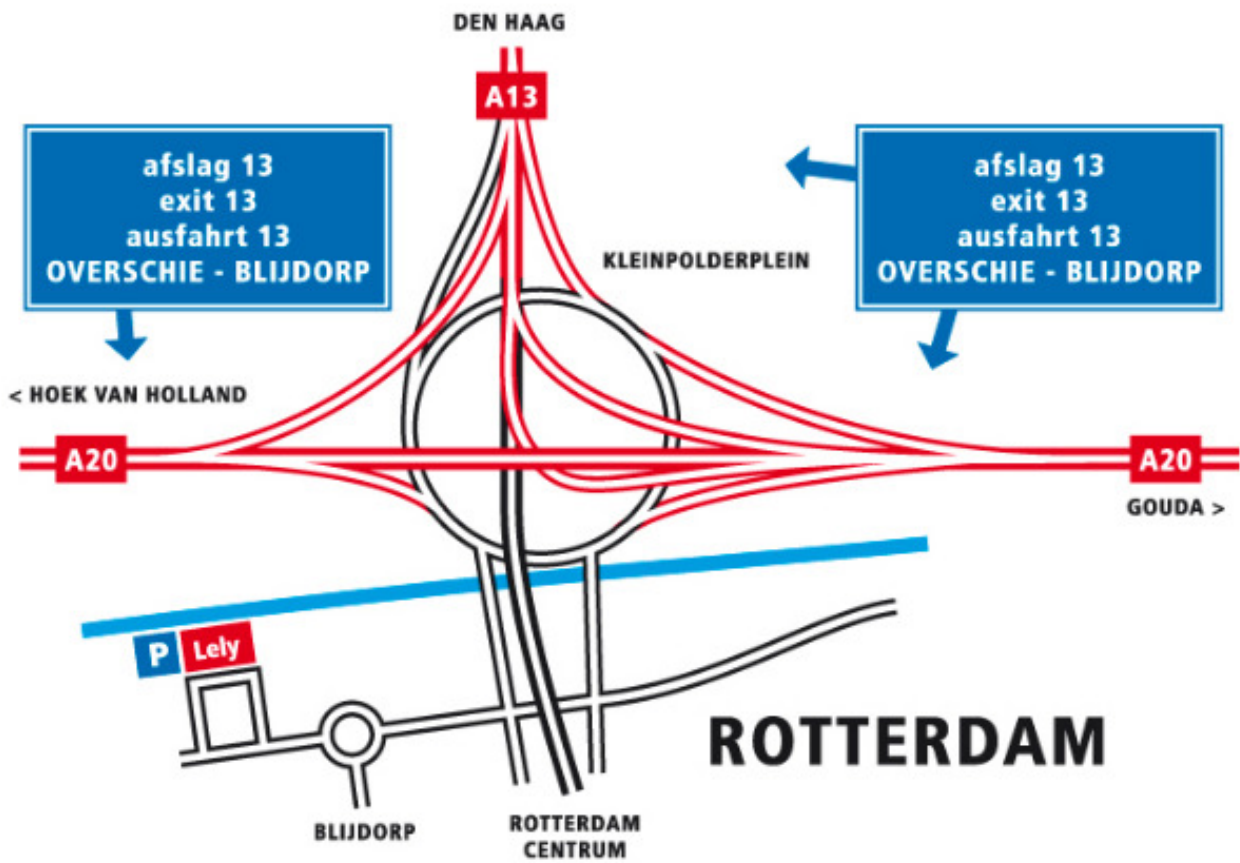 DEN HAAG
A13
afslag 13
exit 13
ausfahrt 13
OVERSCHIE - BLIJDORP
afslag 13
exit 13
ausfahrt 13
OVERSCHIE - BLIJDORP
KLEINPOLDERPLEIN
< HOEK VAN HOLLAND
A20
A20
GOUDA >
P
Lely
ROTTERDAM
BLIJDORP
ROTTERDAM
CENTRUM